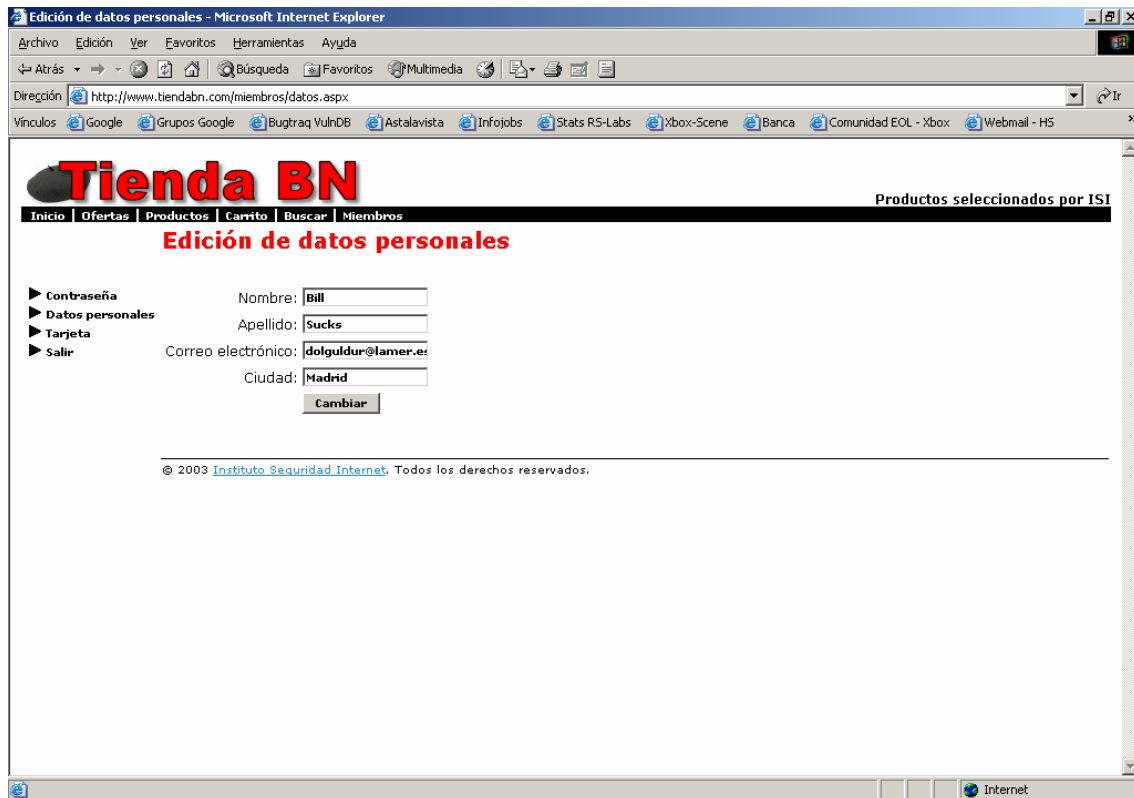 Edición de datos personales - Microsoft Internet Explorer
Archivo Edición Ver Favoritos Herramientas Ayuda
Atrás Búsqueda Favoritos Multimedia
Dirección http://www.tiendabn.com/miembros/datos.aspx Ir
Vínculos Google Grupos Google Bugtraq VulnDB Astalavista Infojobs Stats RS-Labs Xbox-Scene Banca Comunidad EOL - Xbox Webmail - HS »
Tienda BN
Productos seleccionados por ISI
Inicio | Ofertas | Productos | Carrito | Buscar | Miembros
Edición de datos personales
Contraseña
Datos personales
Tarjeta
Salir
Nombre: Bill
Apellido: Sucks
Correo electrónico: dolguldur@lamer.es
Ciudad: Madrid
Cambiar
© 2003 Instituto Seguridad Internet. Todos los derechos reservados.
Internet